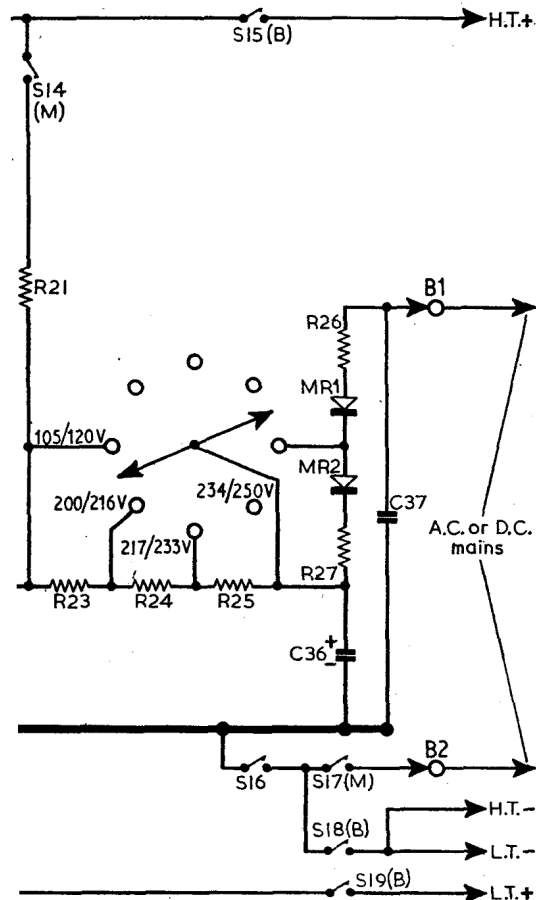 S15(B)
H.T.+
S14
(M)
R21
B1
R26
MR1
105/120V
MR2
200/216V
234/250V
C37
217/233V
A.C. or D.C.
mains
R27
R23
R24
R25
C36
+
-
B2
S16
S17(M)
H.T.-
S18(B)
L.T.-
S19(B)
L.T.+